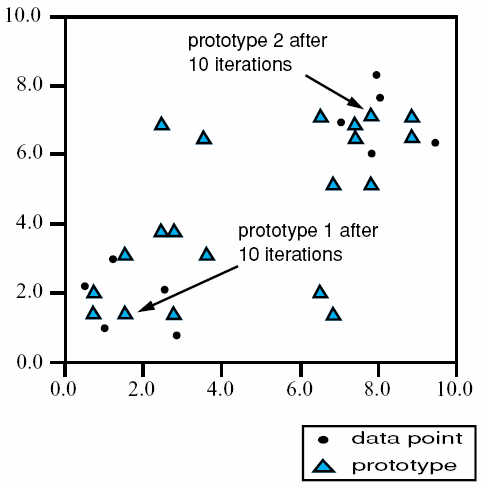 10.0
prototype 2 after
10 iterations
8.0
6.0
4.0
prototype 1 after
10 iterations
2.0
0.0
0.0 2.0 4.0 6.0 8.0 10.0
data point
prototype